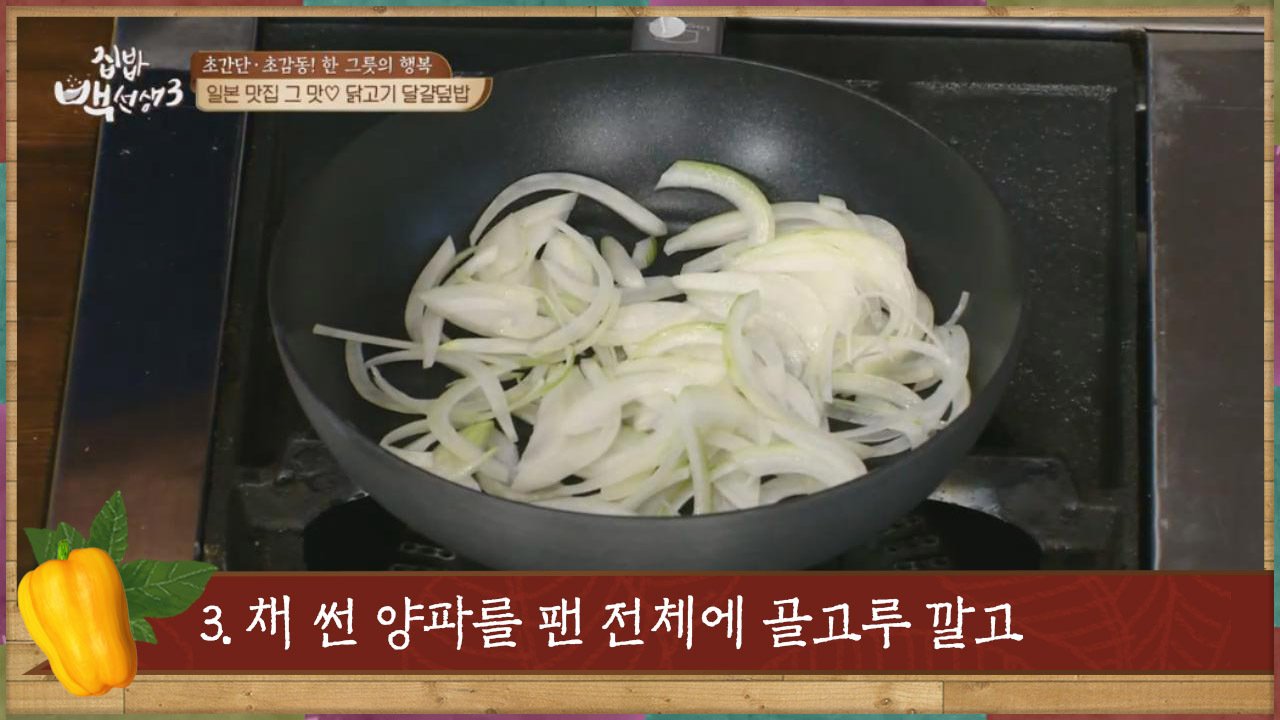 집밥
백선생3
초간단·초감동! 한 그릇의 행복
일본 맛집 그 맛♡ 닭고기 달걀덮밥
3. 채 썬 양파를 팬 전체에 골고루 깔고